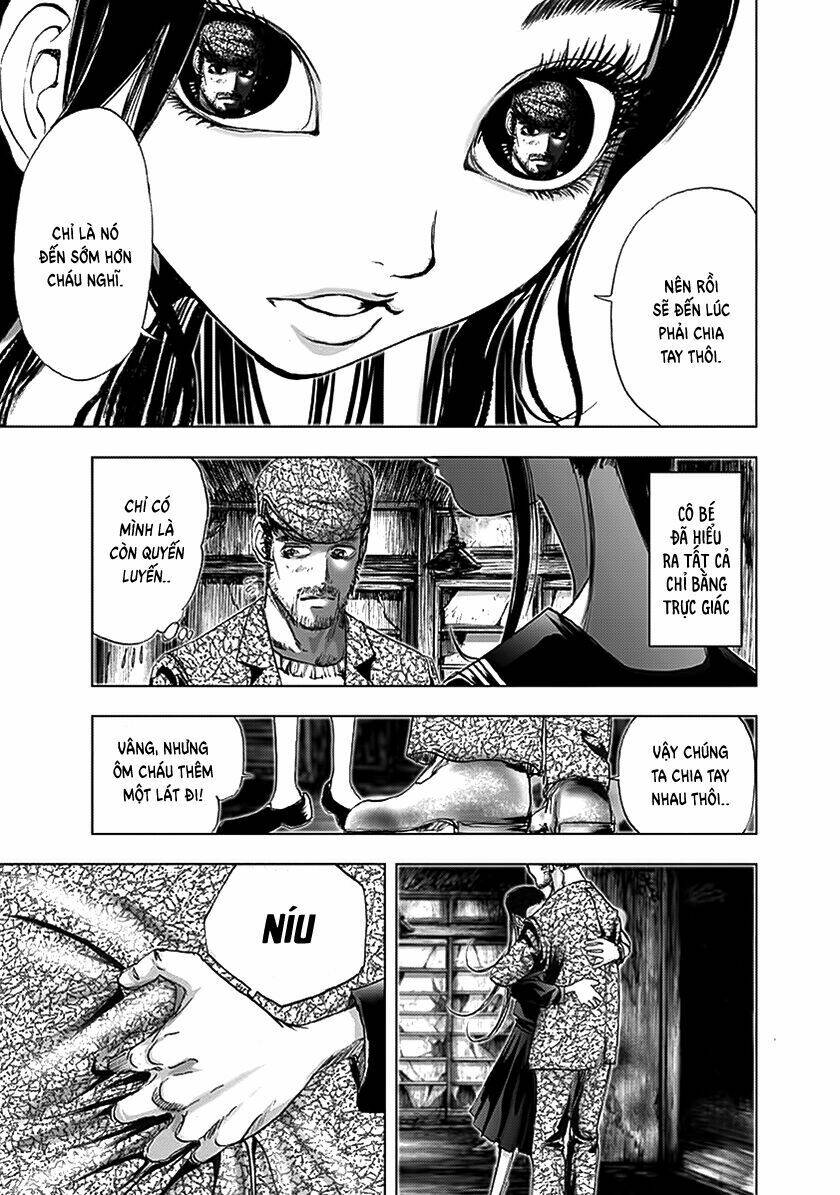 NÊN RỒI
SẼ ĐẾN LÚC
PHẢI CHIA
TAY THÔI.
CHỈ LÀ NÓ
ĐẾN SỚM HƠN
CHÁU NGHĨ.
CÔ BÉ
ĐÃ HIỂU
RA TẤT CẢ
CHỈ BẰNG
TRỰC GIÁC
CHỈ CÓ
MÌNH LÀ
CÒN QUYẾN
LUYẾN..
VẬY CHÚNG
TA CHIA TAY
NHAU THÔI..
VÂNG, NHƯNG
ÔM CHÁU THÊM
MỘT LÁT ĐI!
NÍU